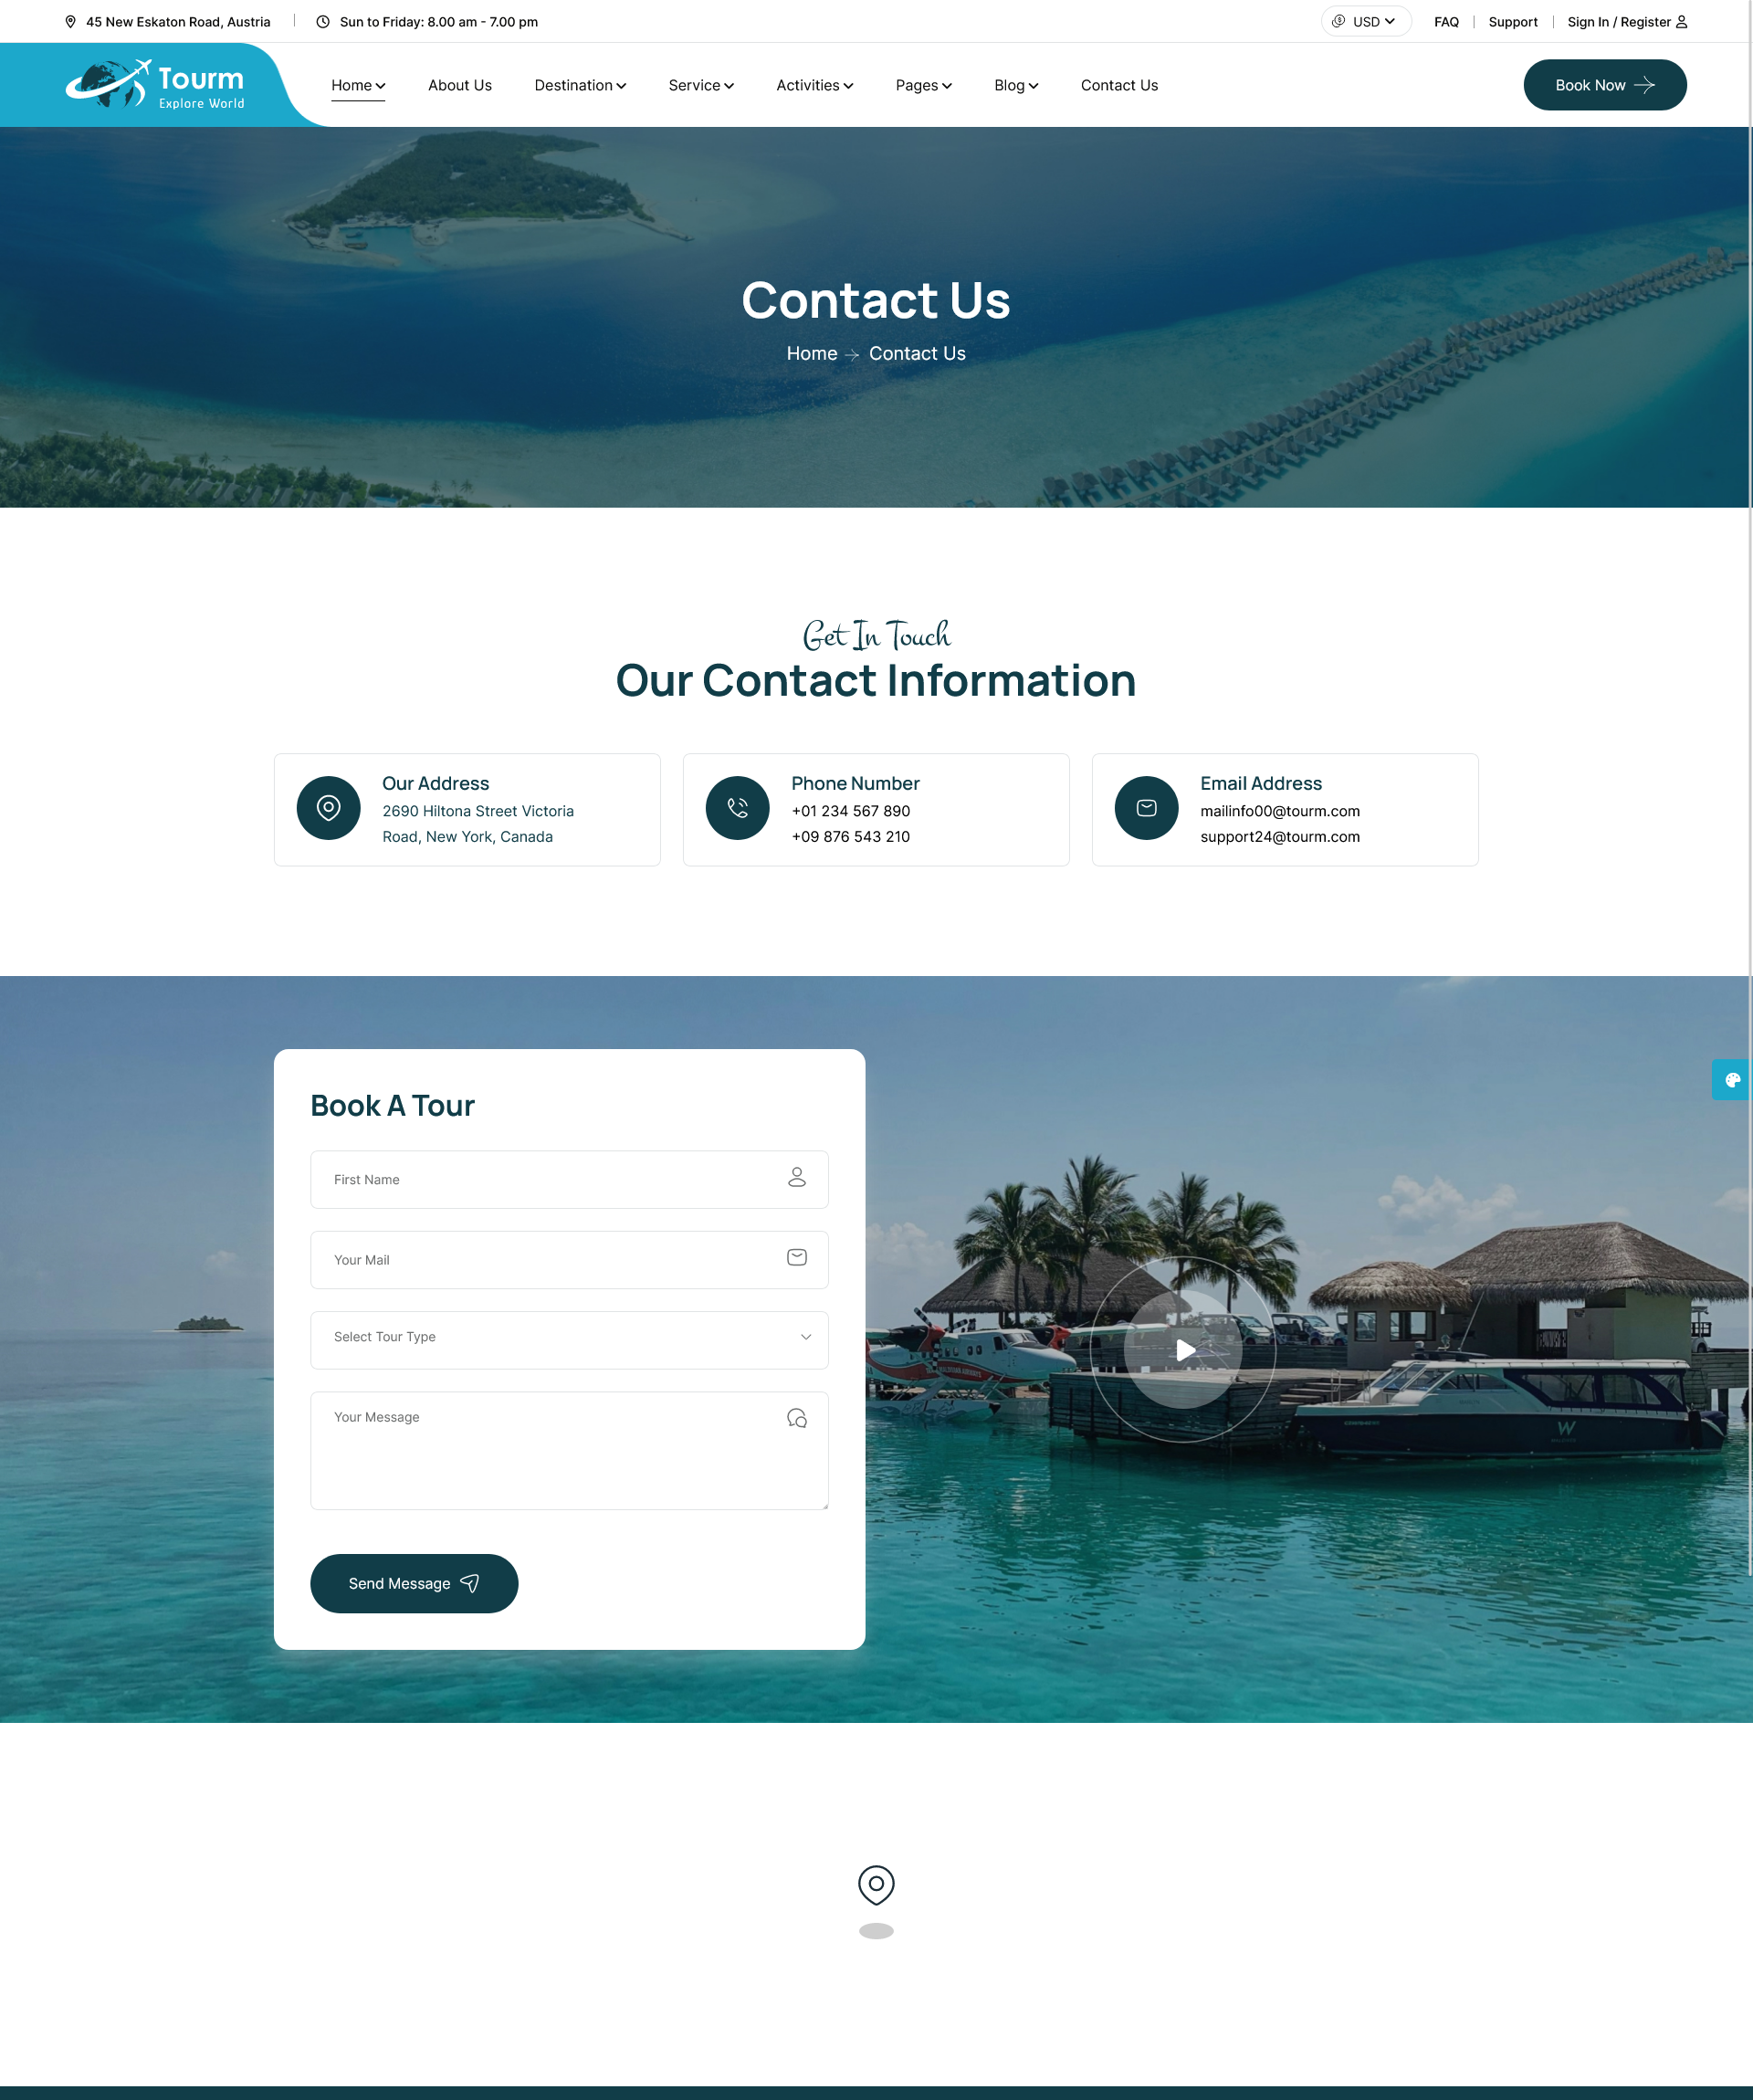 45 New Eskaton Road, Austria
Sun to Friday: 8.00 am - 7.00 pm
USD
FAQ
Support
Sign In / Register
Tourm
Explore World
Home
About Us
Destination
Service
Activities
Pages
Blog
Contact Us
Book Now
Contact Us
Home
Contact Us
Get In Touch
Our Contact Information
Our Address
2690 Hiltona Street Victoria
Road, New York, Canada
Phone Number
+01 234 567 890
+09 876 543 210
Email Address
mailinfo00@tourm.com
support24@tourm.com
Book A Tour
First Name
Your Mail
Select Tour Type
Your Message
Send Message
W